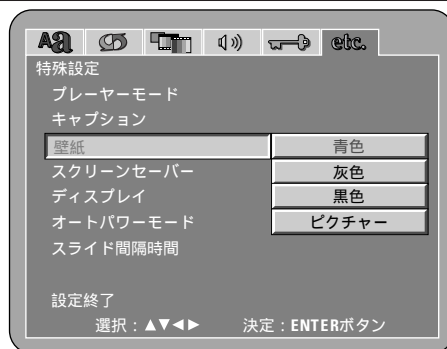 Aa etc.
特殊設定
プレーヤーモード
キャプション
壁紙 青色
スクリーンセーバー 灰色
ディスプレイ 黒色
オートパワーモード ピクチャー
スライド間隔時間
設定終了
選択：▲▼◀▶ 決定：ENTERボタン